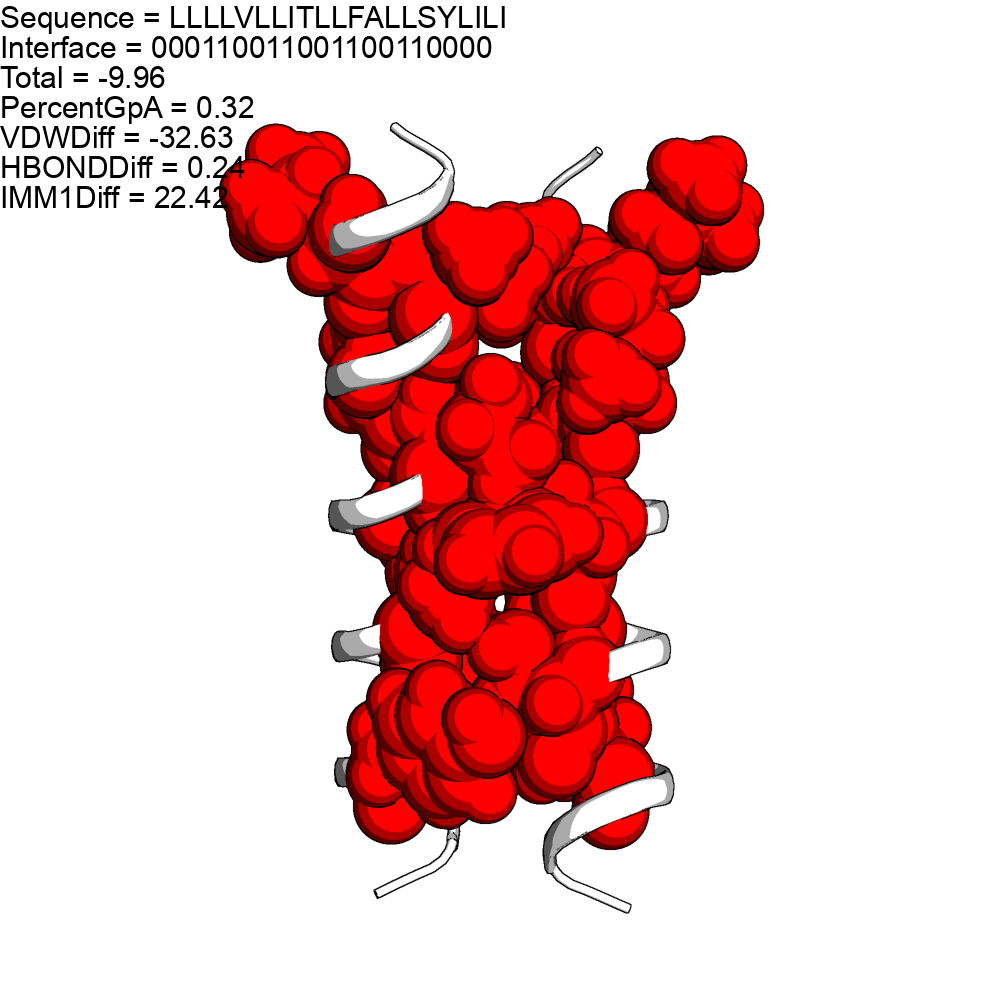 Sequence = LLLLVLLITLLFALLSYLILI
Interface = 000110011001100110000
Total = -9.96
PercentGpA = 0.32
VDWDiff = -32.63
HBONDDiff = 0.24
IMM1Diff = 22.42